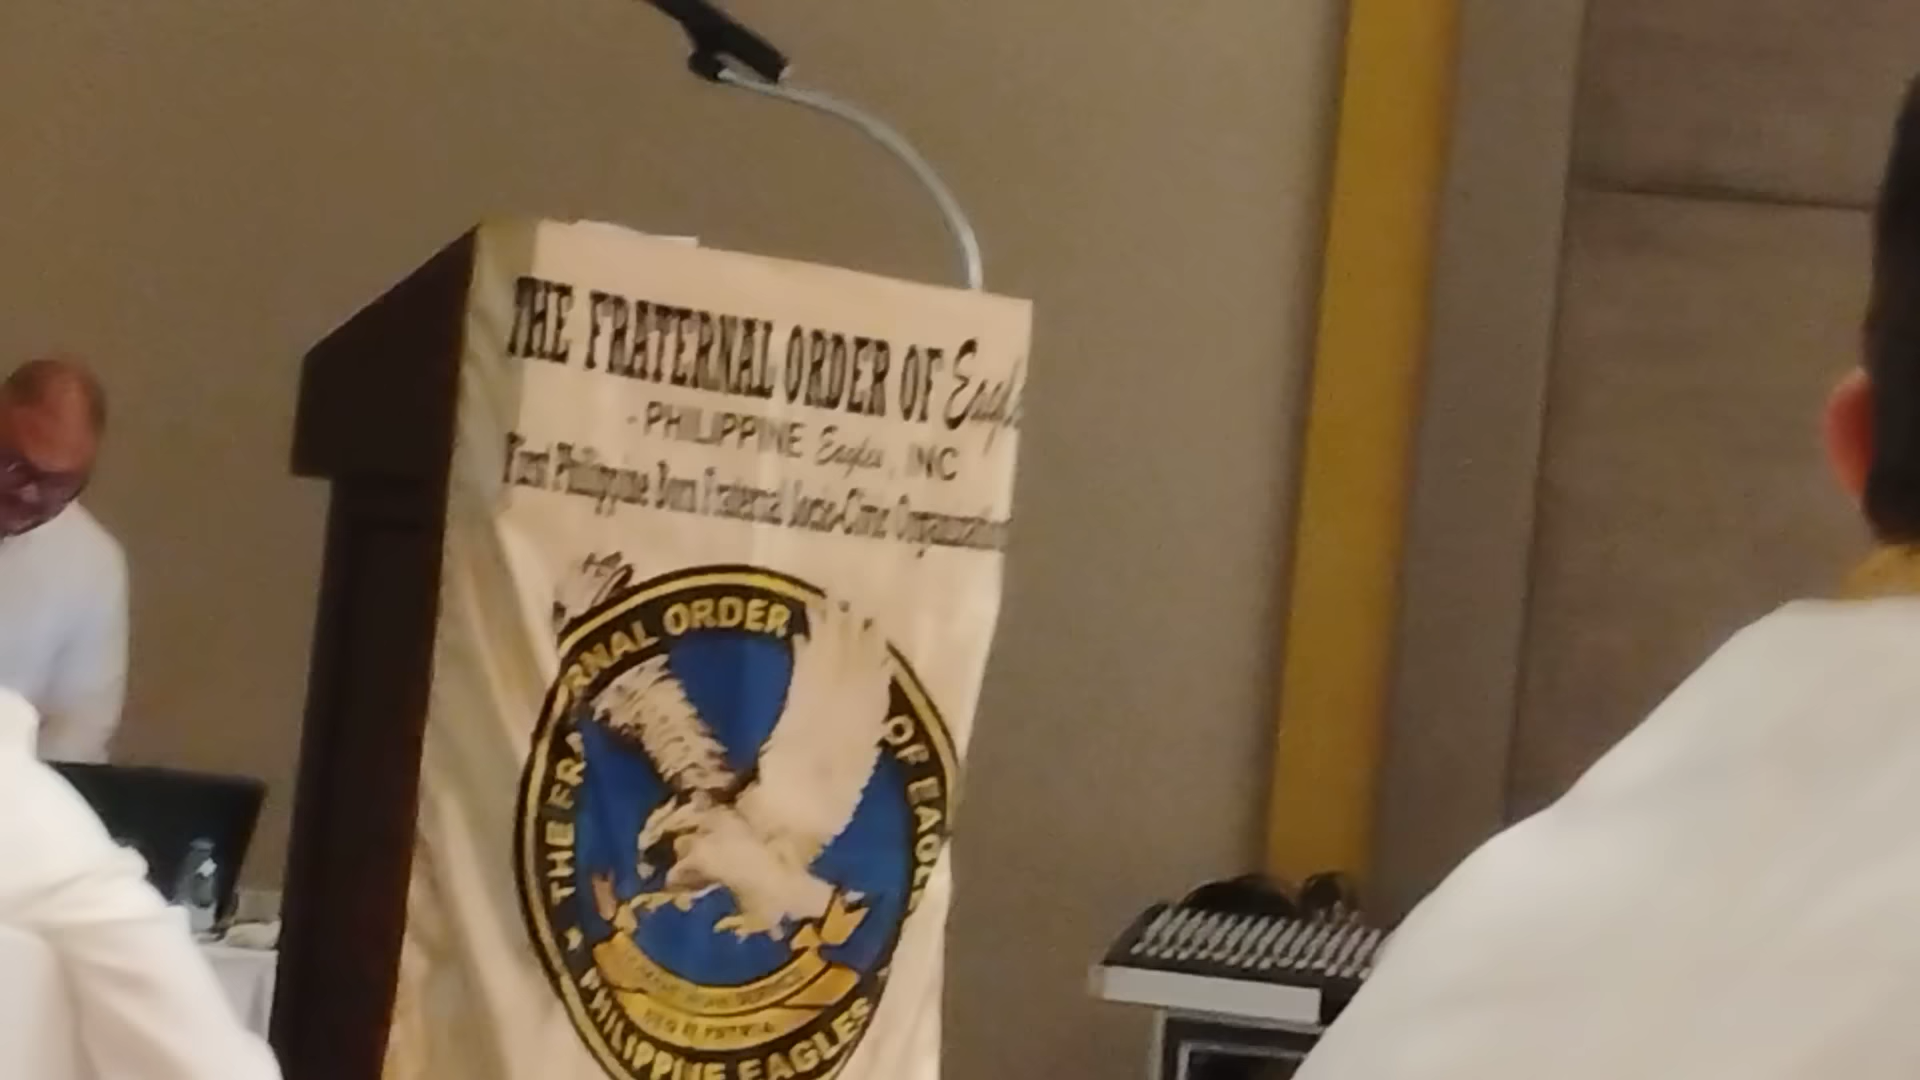 THE FRATERNAL ORDER OF Eagles
- PHILIPPINE Eagles, INC
First Philippine Born Fraternal Socio-Civic Organization
THE FRATERNAL ORDER OF EAGLES
PHILIPPINE EAGLES